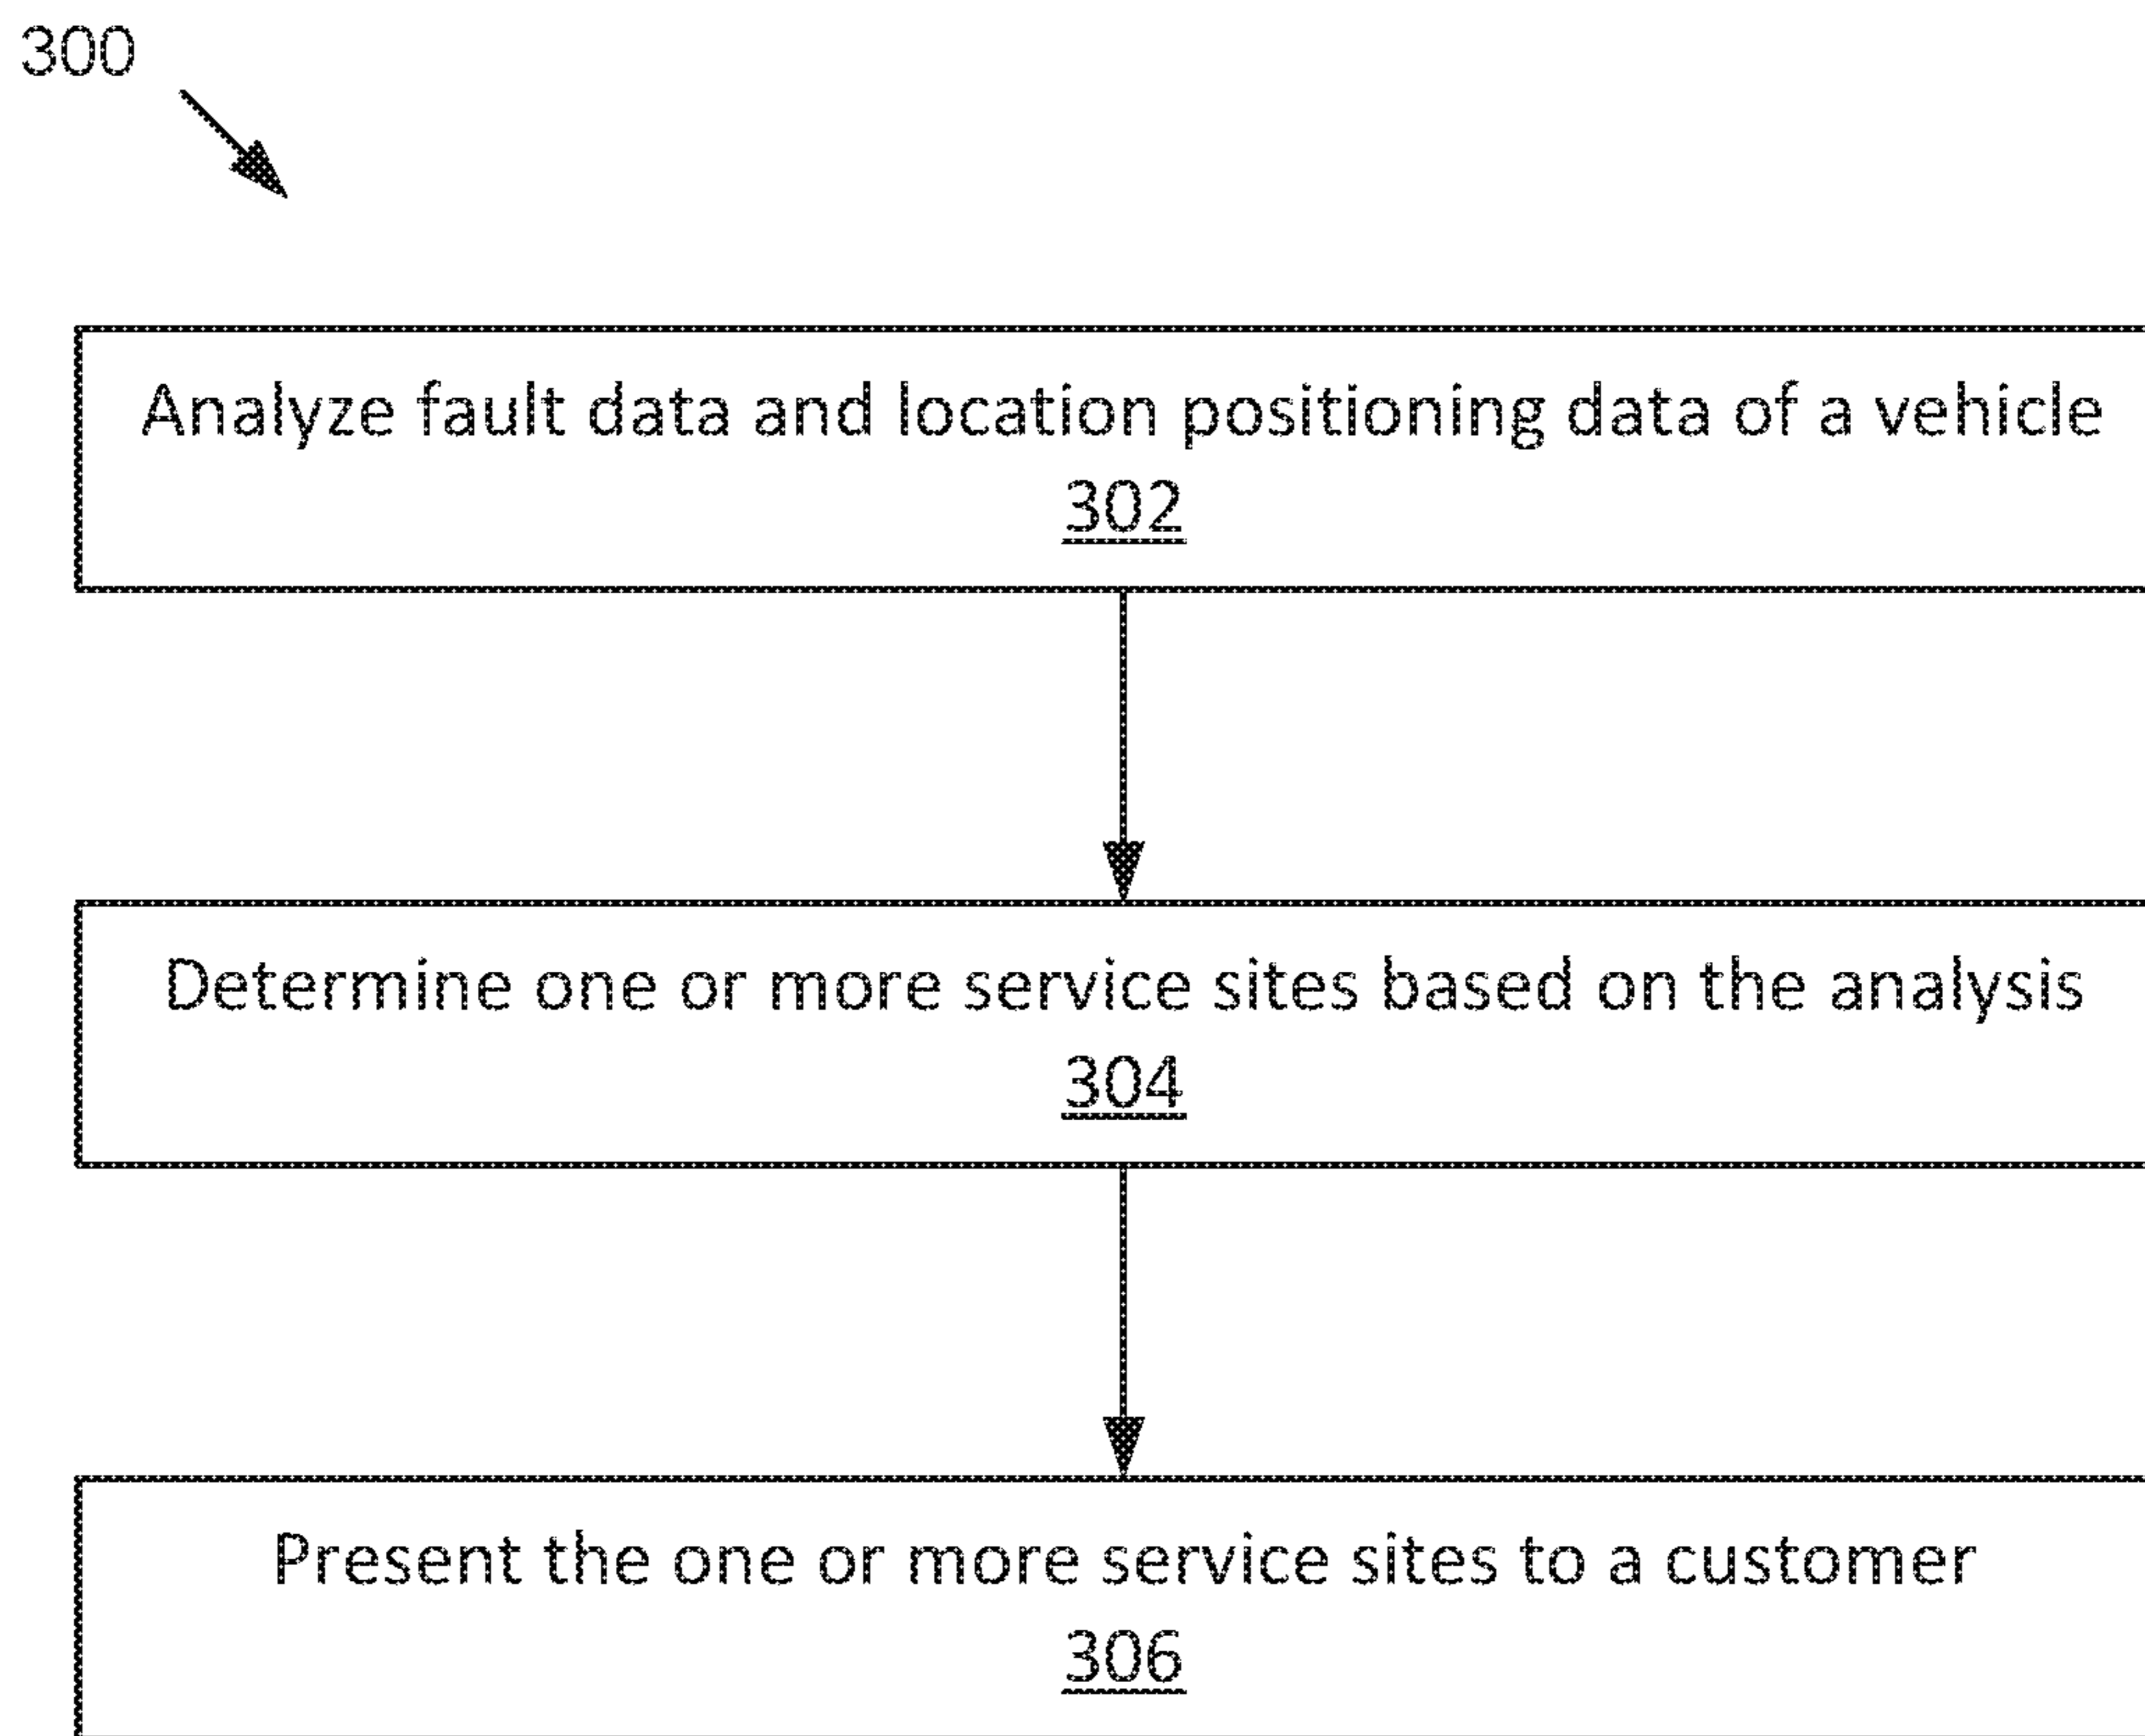 300
Analyze fault data and location positioning data of a vehicle
302
Determine one or more service sites based on the analysis
304
Present the one or more service sites to a customer
306